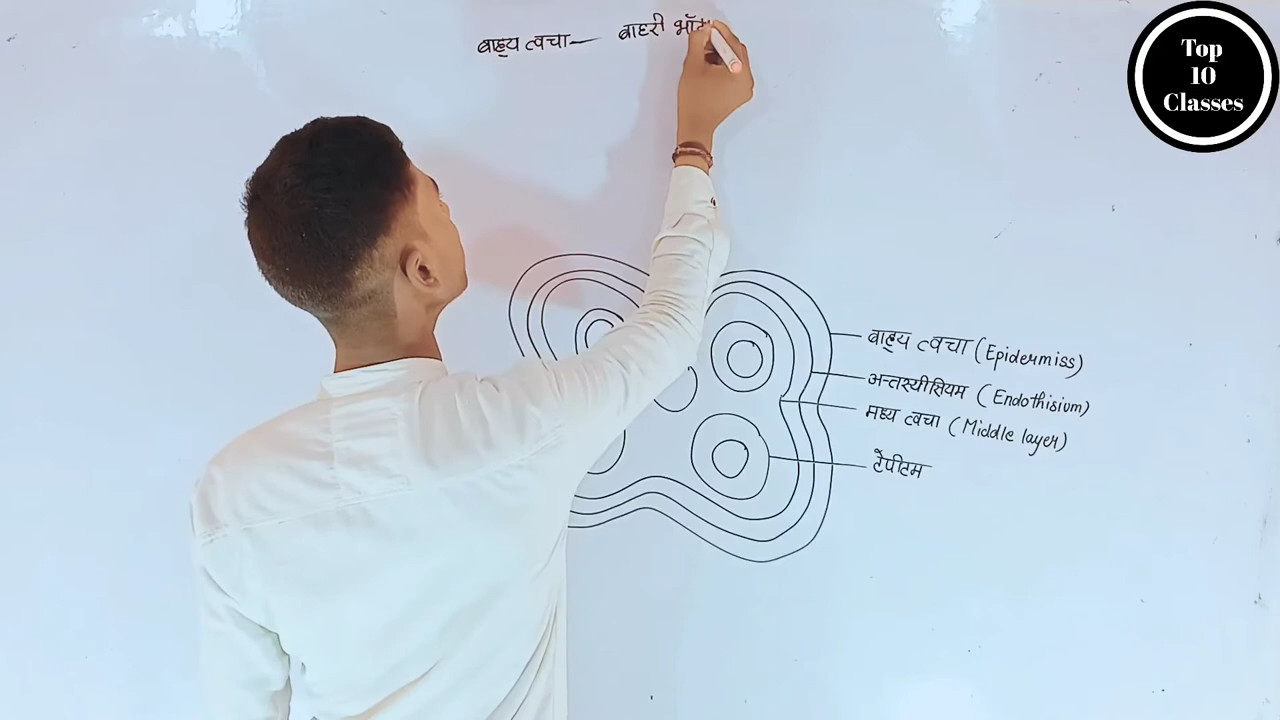 बाह्य त्वचा— बाहरी
Top
10
Classes
बाह्य त्वचा (Epidermiss)
अन्तस्थीसियम (Endothisium)
मध्य त्वचा (Middle layer)
टेपीटम